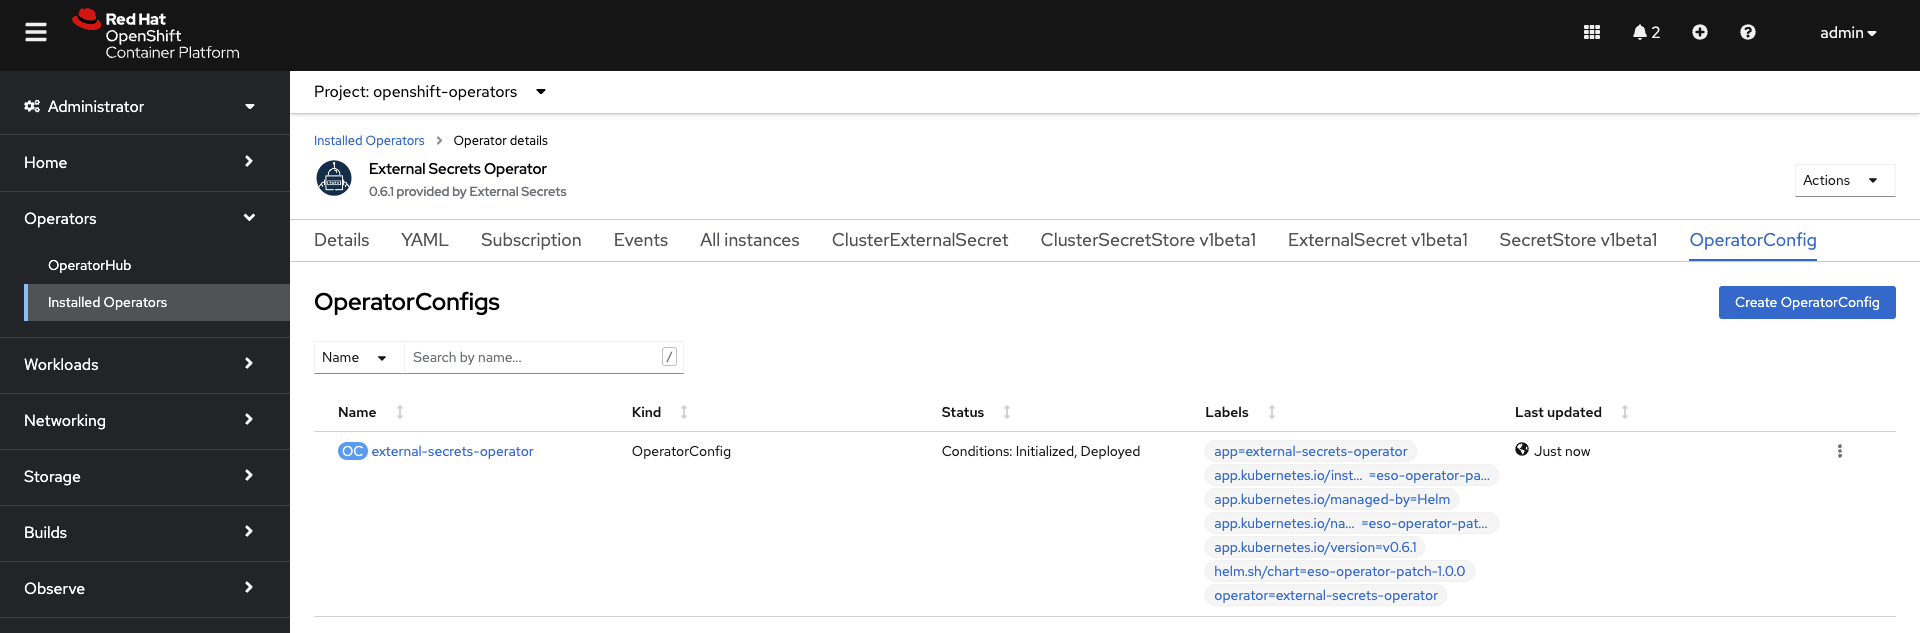 Red Hat
OpenShift
Container Platform
2
admin
Administrator
Home
Operators
OperatorHub
Installed Operators
Workloads
Networking
Storage
Builds
Observe
Project: openshift-operators
Installed Operators > Operator details
External Secrets Operator
0.6.1 provided by External Secrets
Actions
Details YAML Subscription Events All instances ClusterExternalSecret ClusterSecretStore v1beta1 ExternalSecret v1beta1 SecretStore v1beta1 OperatorConfig
OperatorConfigs
Create OperatorConfig
Name Search by name... /
Name Kind Status Labels Last updated
OC external-secrets-operator OperatorConfig Conditions: Initialized, Deployed app=external-secrets-operator Just now
app.kubernetes.io/inst... =eso-operator-pa...
app.kubernetes.io/managed-by=Helm
app.kubernetes.io/na... =eso-operator-pat...
app.kubernetes.io/version=v0.6.1
helm.sh/chart=eso-operator-patch-1.0.0
operator=external-secrets-operator